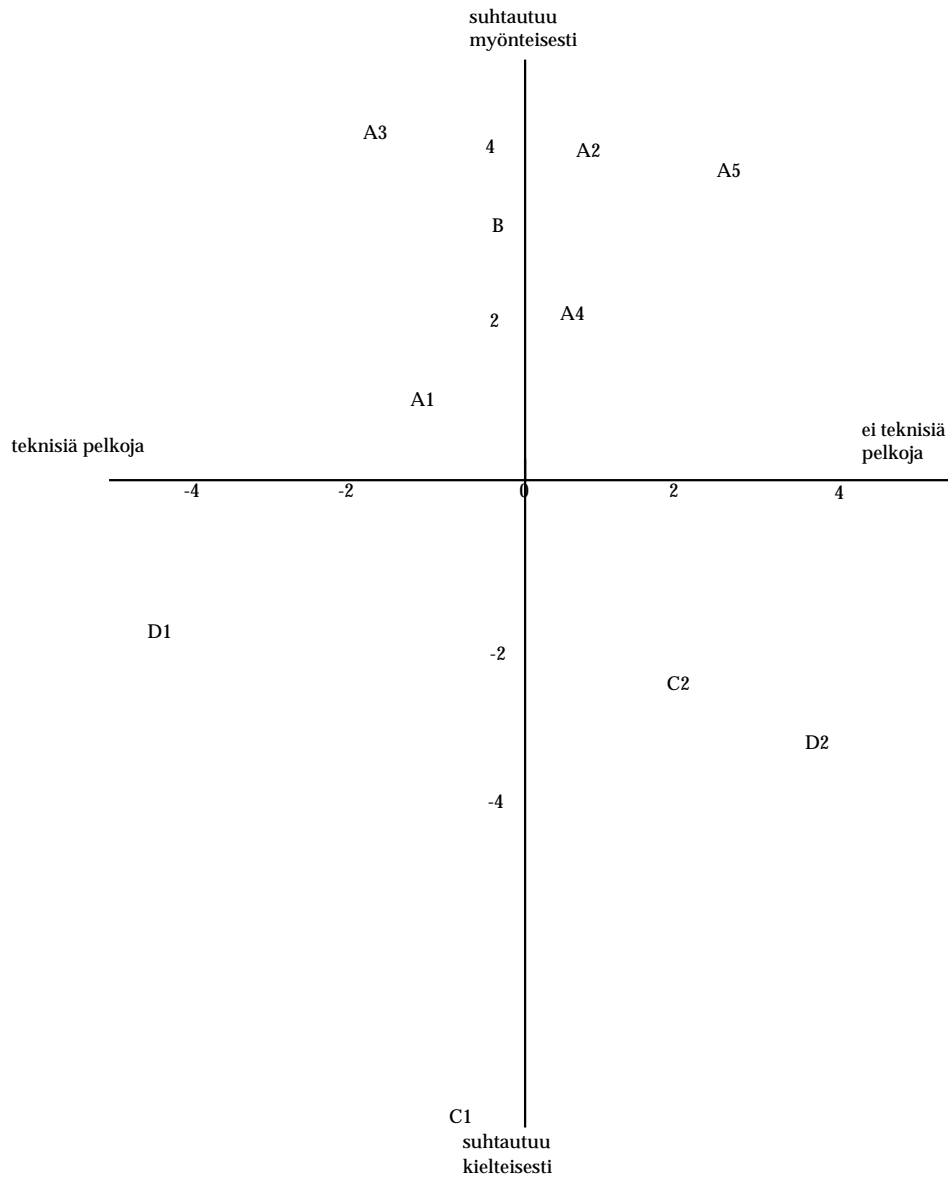 suhtautuu
myönteisesti
A3
4
A2
A5
B
2
A4
A1
teknisiä pelkoja
ei teknisiä
pelkoja
-4
-2
0
2
4
D1
-2
C2
D2
-4
C1
suhtautuu
kielteisesti